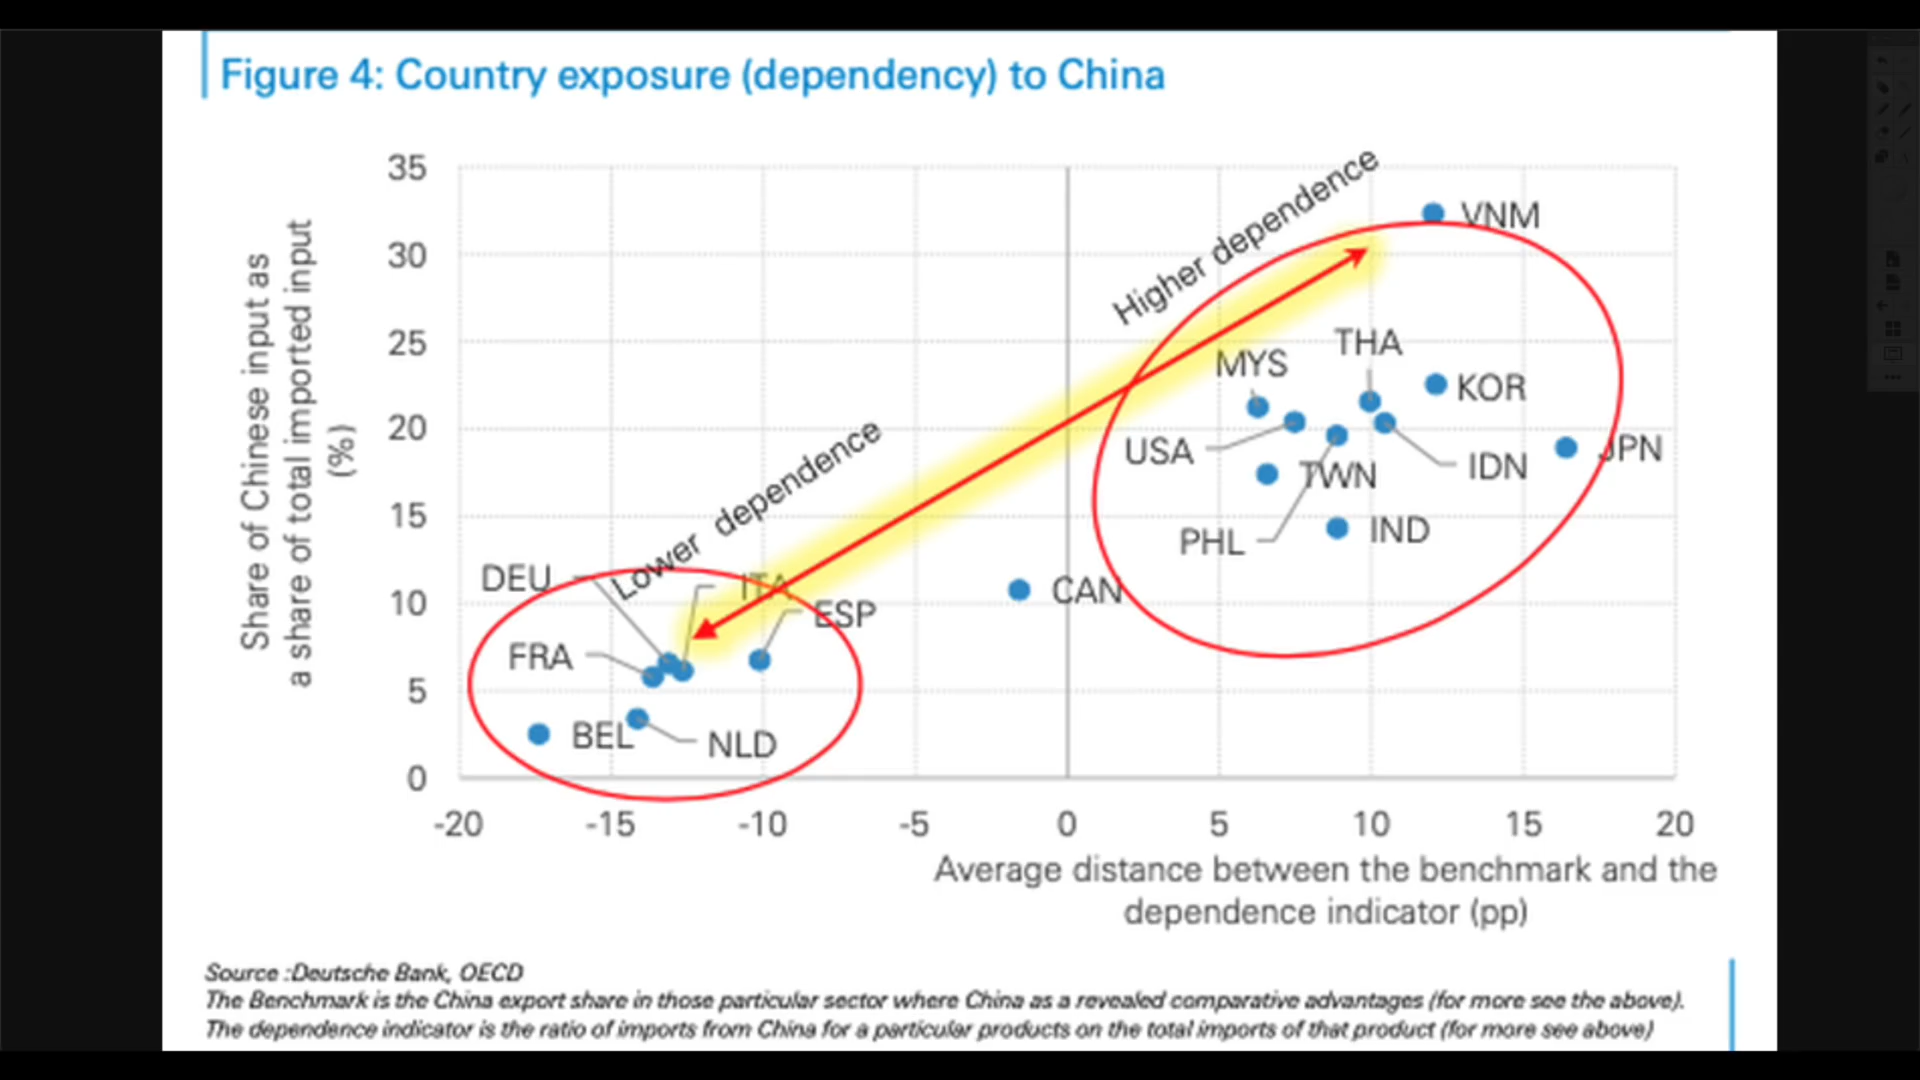 Figure 4: Country exposure (dependency) to China
Share of Chinese input as
a share of total imported input
(%)
35
30
25
20
15
10
5
0
-20
-15
-10
-5
0
5
10
15
20
Higher dependence
Lower dependence
VNM
THA
MYS
KOR
USA
JPN
IDN
TWN
PHL
IND
CAN
DEU
ITA
ESP
FRA
BEL
NLD
Average distance between the benchmark and the
dependence indicator (pp)
Source :Deutsche Bank, OECD
The Benchmark is the China export share in those particular sector where China as a revealed comparative advantages (for more see the above).
The dependence indicator is the ratio of imports from China for a particular products on the total imports of that product (for more see above)